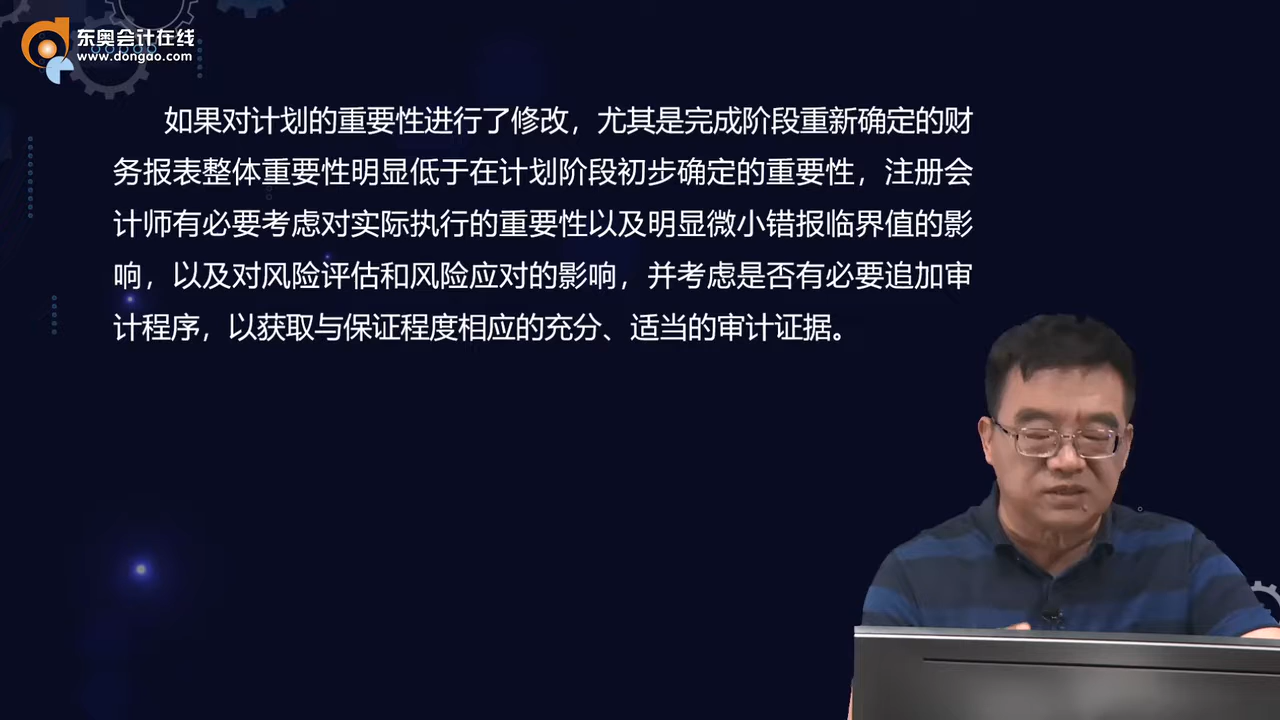 东奥会计在线
www.dongao.com
如果对计划的重要性进行了修改，尤其是完成阶段重新确定的财
务报表整体重要性明显低于在计划阶段初步确定的重要性，注册会
计师有必要考虑对实际执行的重要性以及明显微小错报临界值的影
响，以及对风险评估和风险应对的影响，并考虑是否有必要追加审
计程序，以获取与保证程度相应的充分、适当的审计证据。